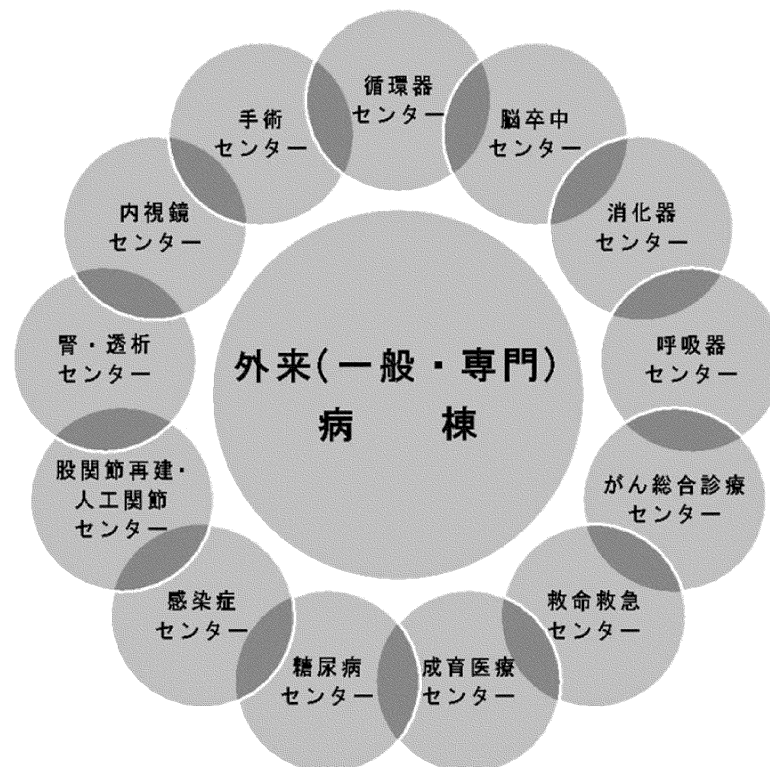 循環器
センター
脳卒中
センター
消化器
センター
呼吸器
センター
がん総合診療
センター
救命救急
センター
成育医療
センター
糖尿病
センター
感染症
センター
股関節再建・
人工関節
センター
腎・透析
センター
内視鏡
センター
手術
センター
外来(一般・専門)
病　　棟